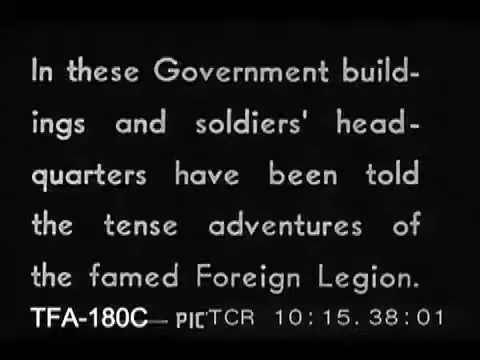 In these Government build-
ings and soldiers' head-
quarters have been told
the tense adventures of
the famed Foreign Legion.
TFA-180C— PIC TCR 10:15.38:01